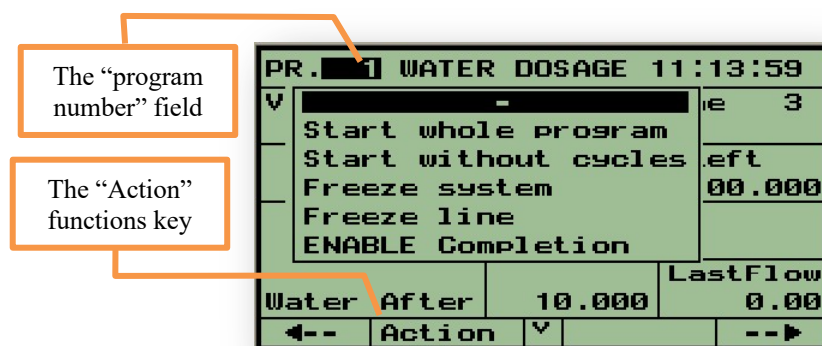 The “program
number” field
The “Action”
functions key
PR. 1 WATER DOSAGE 11:13:59
V - e 3
Start whole program
Start without cycles eft
Freeze system 00.000
Freeze line
ENABLE Completion
LastFlow
Water After 10.000 0.00
◄-- Action V --►